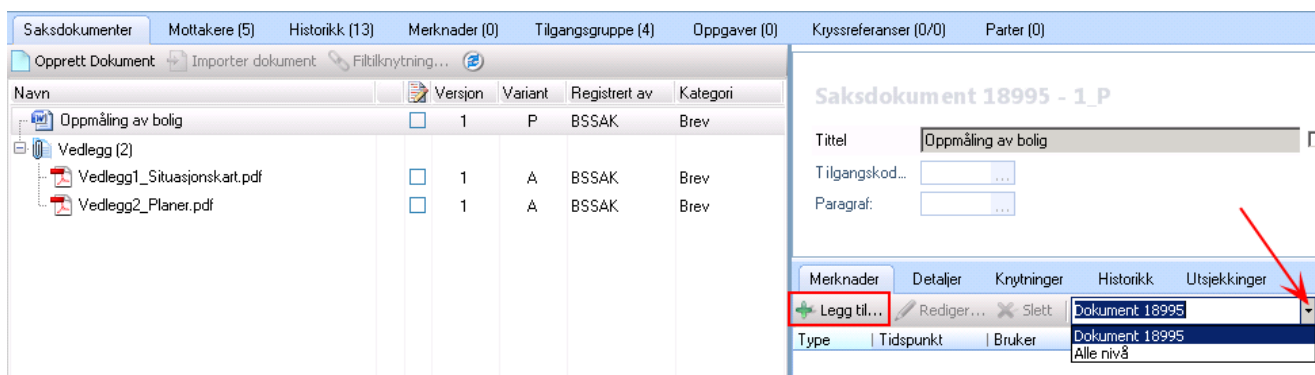 Saksdokumenter Mottakere (5) Historikk (13) Merknader (0) Tilgangsgruppe (4) Oppgaver (0) Kryssreferanser (0/0) Parter (0)
Opprett Dokument Importer dokument Filtilknytning...
Navn Versjon Variant Registrert av Kategori
Oppmåling av bolig 1 P BSSAK Brev
Vedlegg (2)
Vedlegg1_Situasjonskart.pdf 1 A BSSAK Brev
Vedlegg2_Planer.pdf 1 A BSSAK Brev
Saksdokument 18995 - 1_P
Tittel Oppmåling av bolig
Tilgangskod... ...
Paragraf: ...
Merknader Detaljer Knytninger Historikk Utsjekkinger
Legg til... Rediger... Slett Dokument 18995
Type Tidspunkt Bruker Dokument 18995
Alle nivå